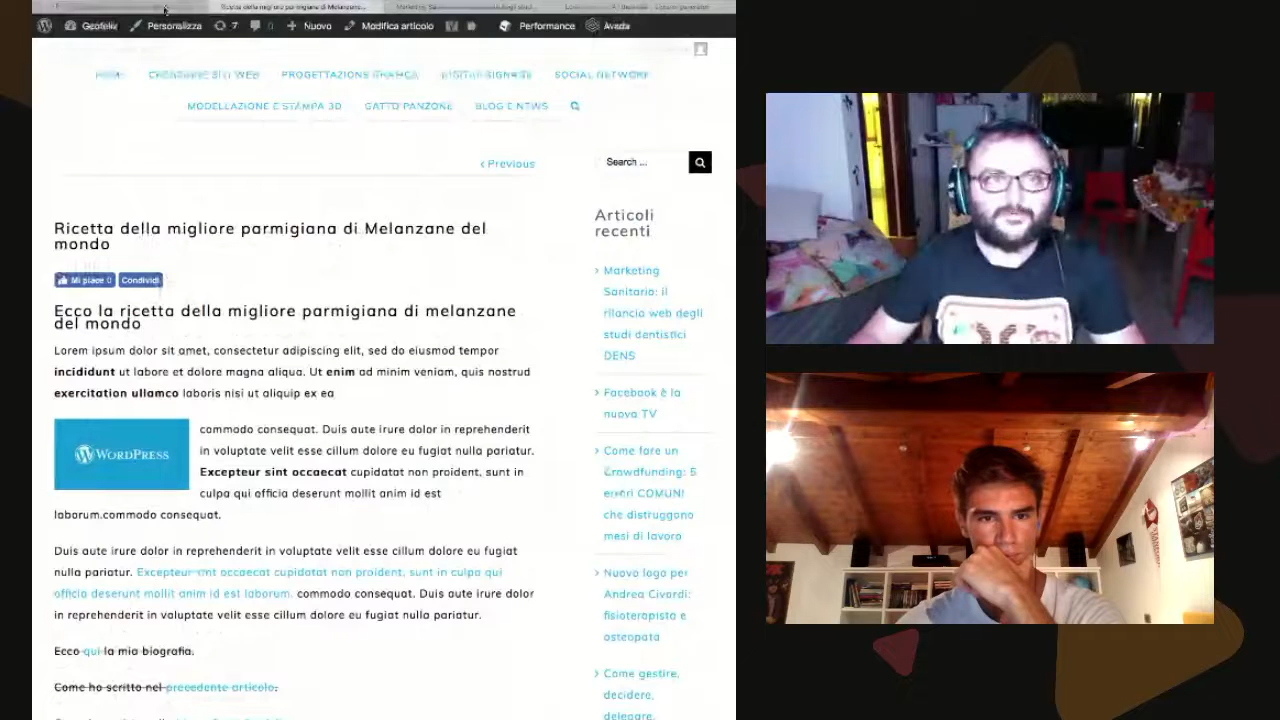 Ricetta della migliore parmigiana di Melanzane...
Geofelix Personalizza 7 0 Nuovo Modifica articolo Performance Avada
HOME CREAZIONE SITI WEB PROGETTAZIONE GRAFICA DIGITAL SIGNAGE SOCIAL NETWORK
MODELLAZIONE E STAMPA 3D GATTO PANZONE BLOG E NEWS
‹ Previous
Search ...
Ricetta della migliore parmigiana di Melanzane del
mondo
Mi piace 0 Condividi
Ecco la ricetta della migliore parmigiana di melanzane
del mondo
Lorem ipsum dolor sit amet, consectetur adipiscing elit, sed do eiusmod tempor
incididunt ut labore et dolore magna aliqua. Ut enim ad minim veniam, quis nostrud
exercitation ullamco laboris nisi ut aliquip ex ea
WORDPRESS
commodo consequat. Duis aute irure dolor in reprehenderit
in voluptate velit esse cillum dolore eu fugiat nulla pariatur.
Excepteur sint occaecat cupidatat non proident, sunt in
culpa qui officia deserunt mollit anim id est
laborum.commodo consequat.
Duis aute irure dolor in reprehenderit in voluptate velit esse cillum dolore eu fugiat
nulla pariatur. Excepteur sint occaecat cupidatat non proident, sunt in culpa qui
officia deserunt mollit anim id est laborum. commodo consequat. Duis aute irure dolor
in reprehenderit in voluptate velit esse cillum dolore eu fugiat nulla pariatur.
Ecco qui la mia biografia.
Come ho scritto nel precedente articolo.
Articoli
recenti
Marketing
Sanitario: il
rilancio web degli
studi dentistici
DENS
Facebook è la
nuova TV
Come fare un
Crowdfunding: 5
errori COMUNI
che distruggono
mesi di lavoro
Nuovo logo per
Andrea Civardi:
fisioterapista e
osteopata
Come gestire,
decidere,
delegare,